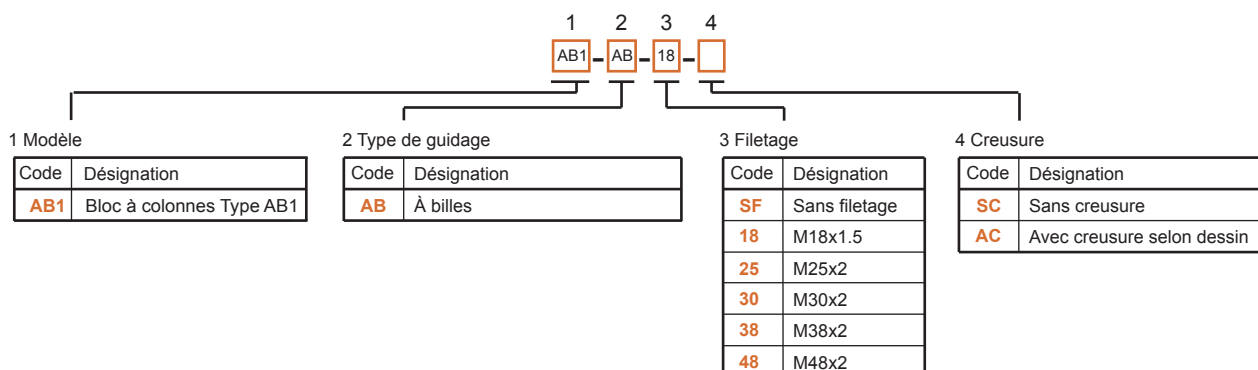 1 2 3 4
AB1 - AB - 18 -
1 Modèle
Code Désignation
AB1 Bloc à colonnes Type AB1
2 Type de guidage
Code Désignation
AB À billes
3 Filetage
Code Désignation
SF Sans filetage
18 M18x1.5
25 M25x2
30 M30x2
38 M38x2
48 M48x2
4 Creusure
Code Désignation
SC Sans creusure
AC Avec creusure selon dessin